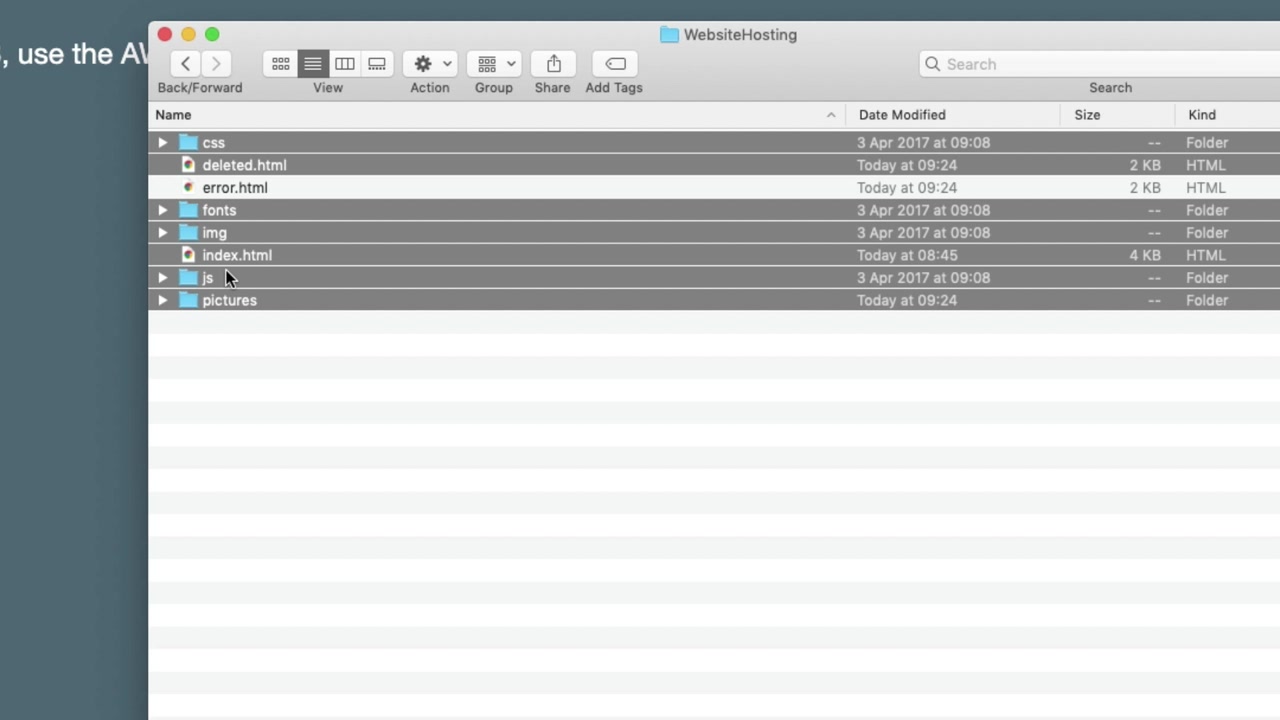 , use the
WebsiteHosting
Search
Back/Forward View Action Group Share Add Tags Search
Name Date Modified Size Kind
css 3 Apr 2017 at 09:08 -- Folder
deleted.html Today at 09:24 2 KB HTML
error.html Today at 09:24 2 KB HTML
fonts 3 Apr 2017 at 09:08 -- Folder
img 3 Apr 2017 at 09:08 -- Folder
index.html Today at 08:45 4 KB HTML
js 3 Apr 2017 at 09:08 -- Folder
pictures Today at 09:24 -- Folder